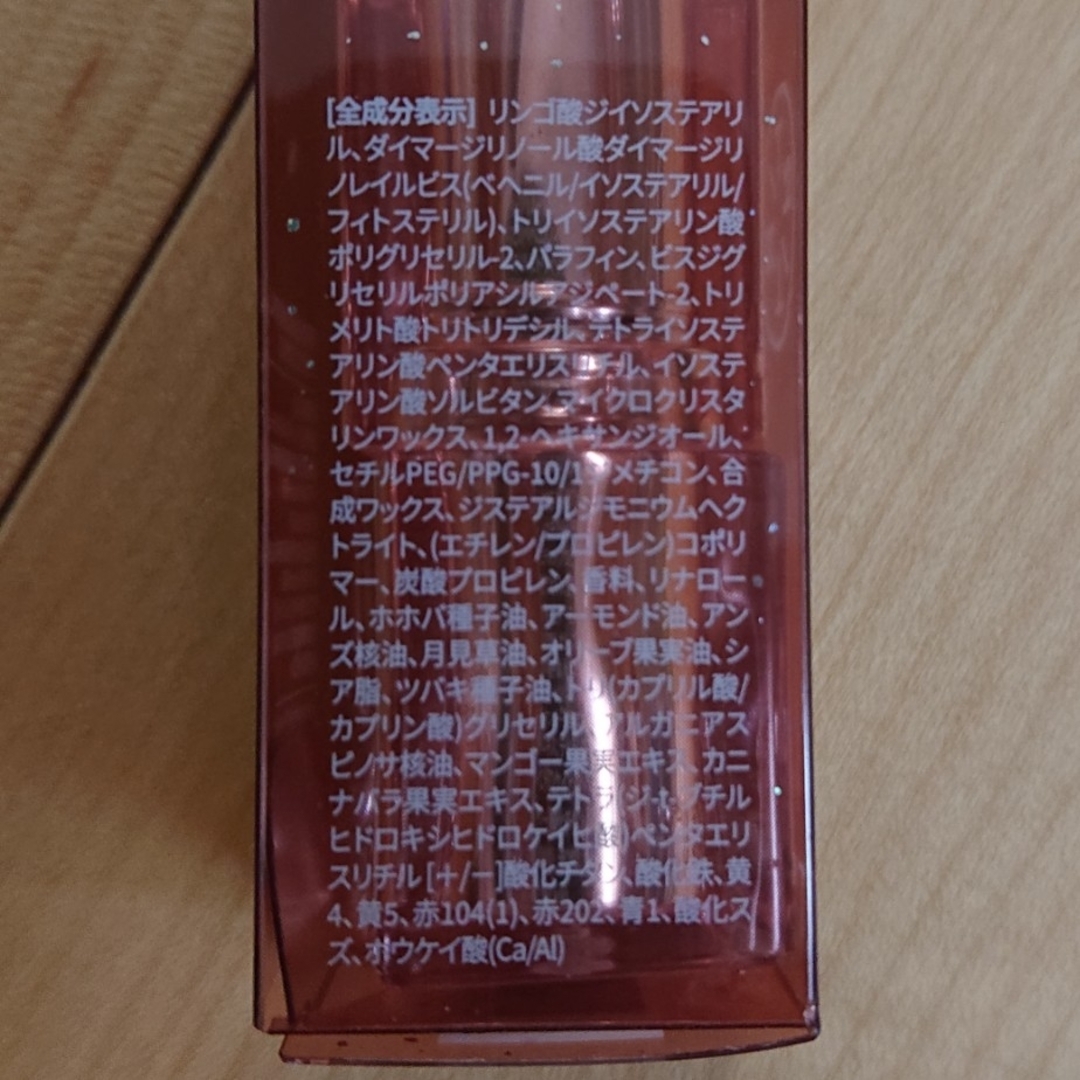 [全成分表示] リンゴ酸ジイソステアリ
ル、ダイマージリノール酸ダイマージリ
ノレイルビス(ベヘニル/イソステアリル/
フィトステリル)、トリイソステアリン酸
ポリグリセリル-2、パラフィン、ビスジグ
リセリルポリアシルアジペート-2、トリ
メリト酸トリトリデシル、テトライソステ
アリン酸ペンタエリスリチル、イソステ
アリン酸ソルビタン、マイクロクリスタ
リンワックス、1,2-ヘキサンジオール、
セチルPEG/PPG-10/1 メチコン、合
成ワックス、ジステアルジモニウムヘク
トライト、(エチレン/プロピレン)コポリ
マー、炭酸プロピレン、香料、リナロー
ル、ホホバ種子油、アーモンド油、アン
ズ核油、月見草油、オリーブ果実油、シ
ア脂、ツバキ種子油、トリ(カプリル酸/
カプリン酸)グリセリル、アルガニアス
ピノサ核油、マンゴー果実エキス、カニ
ナバラ果実エキス、テトラ ジ-t-ブチル
ヒドロキシヒドロケイヒ酸)ペンタエリ
スリチル [+/−]酸化チタン、酸化鉄、黄
4、黄5、赤104(1)、赤202、青1、酸化ス
ズ、ホウケイ酸(Ca/Al)